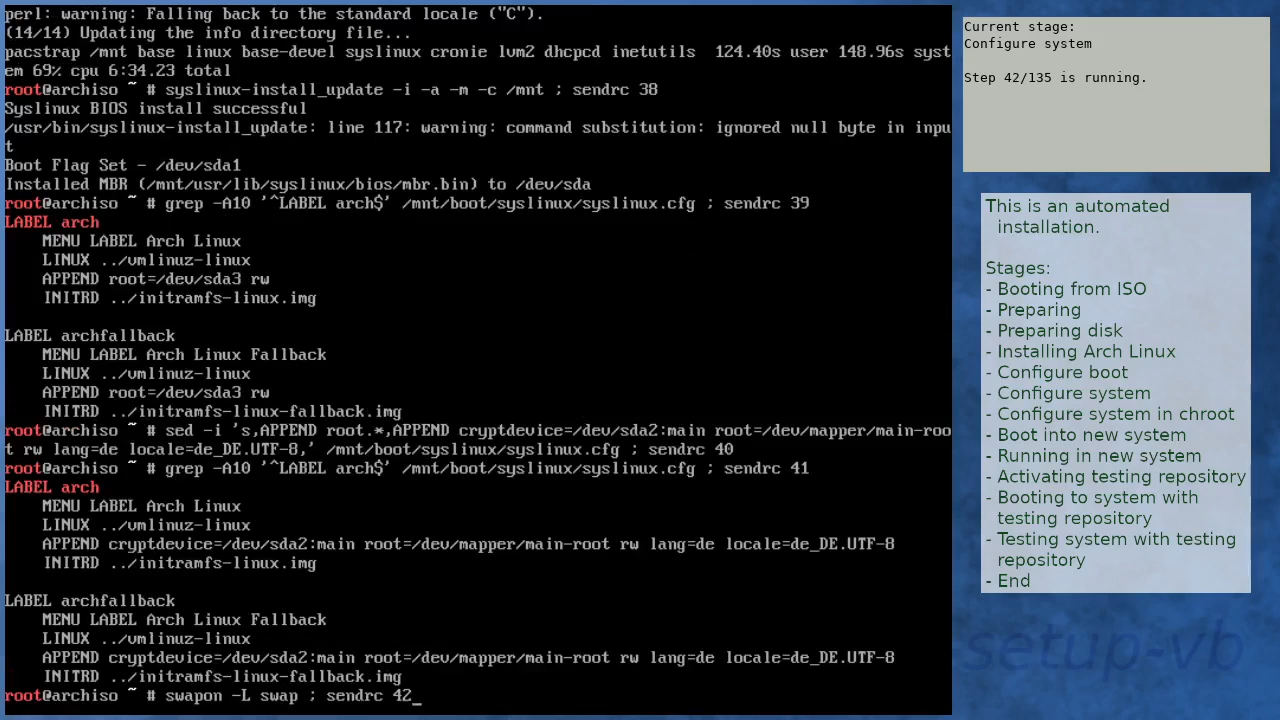 perl: warning: Falling back to the standard locale ("C").
(14/14) Updating the info directory file...
pacstrap /mnt base linux base-devel syslinux cronie lvm2 dhcpcd inetutils  124.40s user 148.96s syst
em 69% cpu 6:34.23 total
root@archiso ~ # syslinux-install_update -i -a -m -c /mnt ; sendrc 38
Syslinux BIOS install successful
/usr/bin/syslinux-install_update: line 117: warning: command substitution: ignored null byte in inpu
t
Boot Flag Set - /dev/sda1
Installed MBR (/mnt/usr/lib/syslinux/bios/mbr.bin) to /dev/sda
root@archiso ~ # grep -A10 '^LABEL arch$' /mnt/boot/syslinux/syslinux.cfg ; sendrc 39
LABEL arch
    MENU LABEL Arch Linux
    LINUX ../vmlinuz-linux
    APPEND root=/dev/sda3 rw
    INITRD ../initramfs-linux.img

LABEL archfallback
    MENU LABEL Arch Linux Fallback
    LINUX ../vmlinuz-linux
    APPEND root=/dev/sda3 rw
    INITRD ../initramfs-linux-fallback.img
root@archiso ~ # sed -i 's,APPEND root.*,APPEND cryptdevice=/dev/sda2:main root=/dev/mapper/main-roo
t rw lang=de locale=de_DE.UTF-8,' /mnt/boot/syslinux/syslinux.cfg ; sendrc 40
root@archiso ~ # grep -A10 '^LABEL arch$' /mnt/boot/syslinux/syslinux.cfg ; sendrc 41
LABEL arch
    MENU LABEL Arch Linux
    LINUX ../vmlinuz-linux
    APPEND cryptdevice=/dev/sda2:main root=/dev/mapper/main-root rw lang=de locale=de_DE.UTF-8
    INITRD ../initramfs-linux.img

LABEL archfallback
    MENU LABEL Arch Linux Fallback
    LINUX ../vmlinuz-linux
    APPEND cryptdevice=/dev/sda2:main root=/dev/mapper/main-root rw lang=de locale=de_DE.UTF-8
    INITRD ../initramfs-linux-fallback.img
root@archiso ~ # swapon -L swap ; sendrc 42_
Current stage:
Configure system

Step 42/135 is running.
This is an automated
installation.

Stages:
- Booting from ISO
- Preparing
- Preparing disk
- Installing Arch Linux
- Configure boot
- Configure system
- Configure system in chroot
- Boot into new system
- Running in new system
- Activating testing repository
- Booting to system with
testing repository
- Testing system with testing
repository
- End
setup-vb